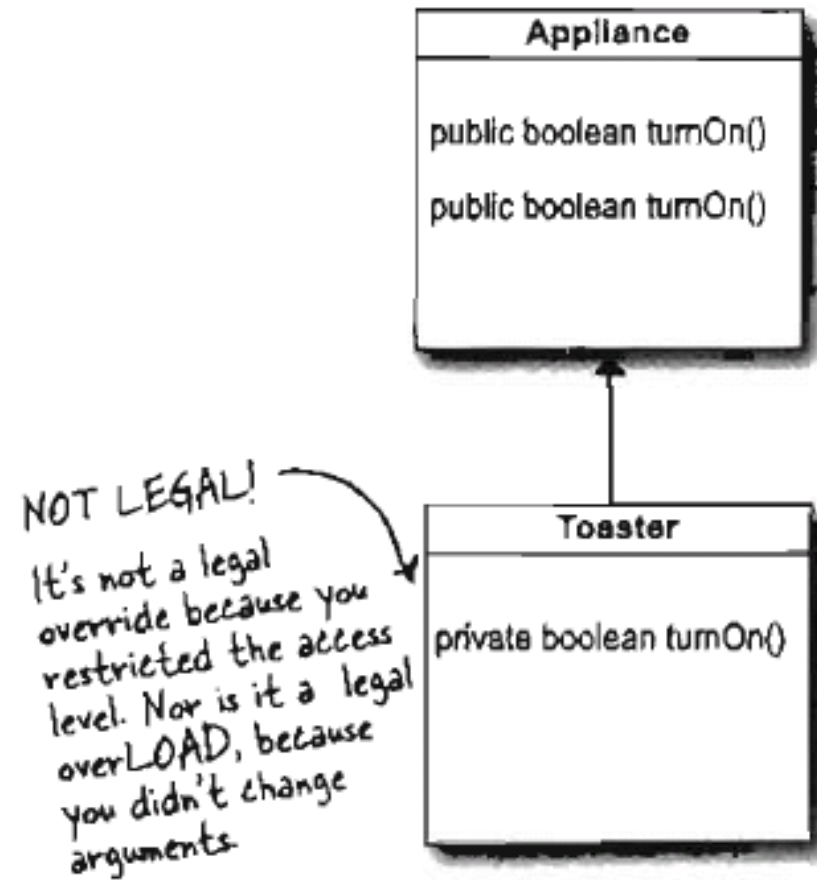 Appliance
public boolean turnOn()
public boolean turnOn()
NOT LEGAL!
It's not a legal
override because you
restricted the access
level. Nor is it a legal
overLOAD, because
you didn't change
arguments.
Toaster
private boolean turnOn()